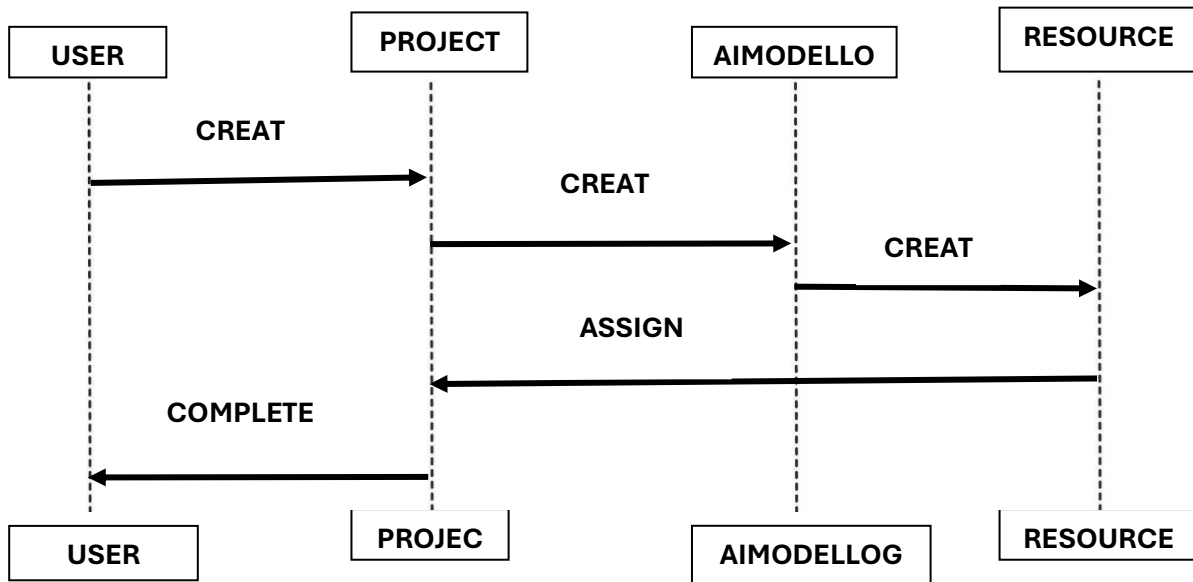 USER
PROJECT
AIMODELLO
RESOURCE
CREAT
CREAT
CREAT
ASSIGN
COMPLETE
USER
PROJEC
AIMODELLOG
RESOURCE